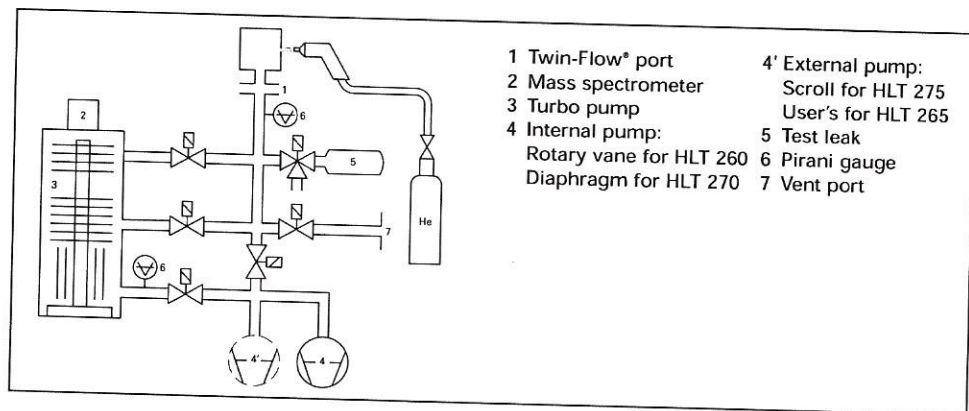 1
2
6
3
5
He
7
6
4'
4
1 Twin-Flow® port
2 Mass spectrometer
3 Turbo pump
4 Internal pump:
Rotary vane for HLT 260
Diaphragm for HLT 270
4' External pump:
Scroll for HLT 275
User's for HLT 265
5 Test leak
6 Pirani gauge
7 Vent port